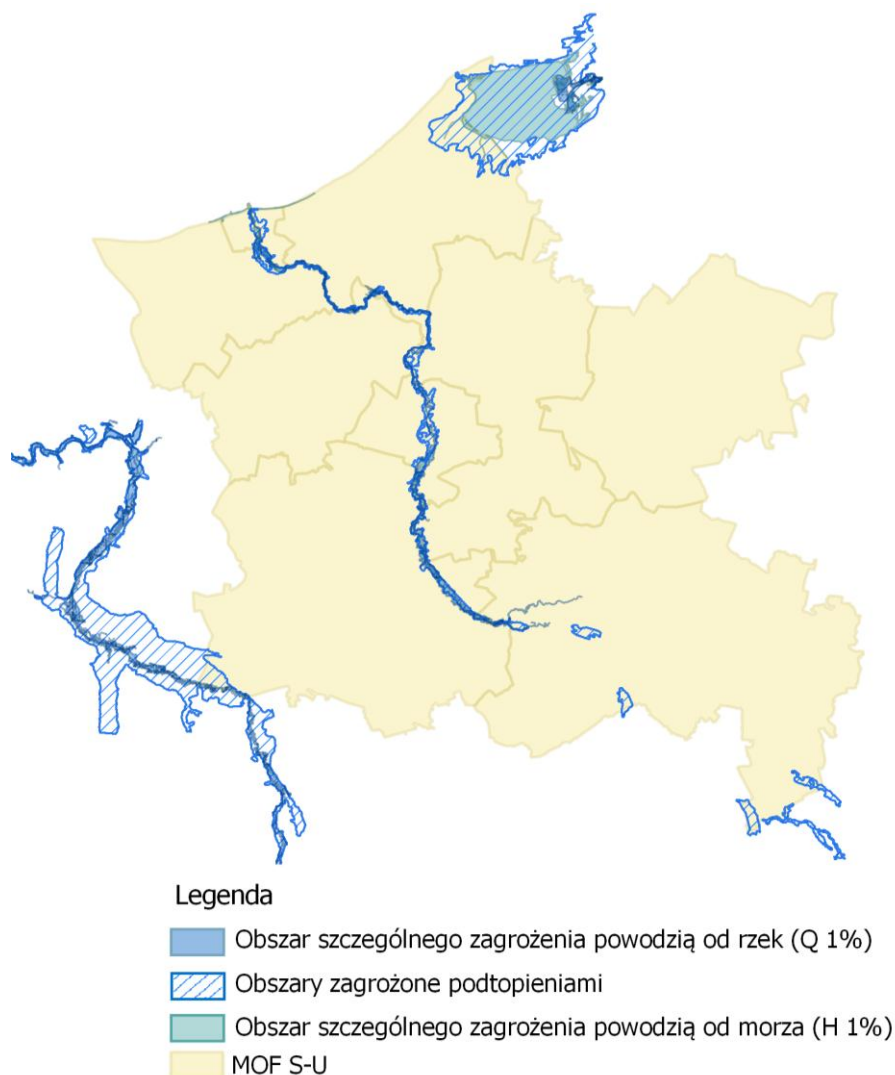 Legenda
Obszar szczególnego zagrożenia powodzią od rzek (Q 1%)
Obszary zagrożone podtopieniami
Obszar szczególnego zagrożenia powodzią od morza (H 1%)
MOF S-U